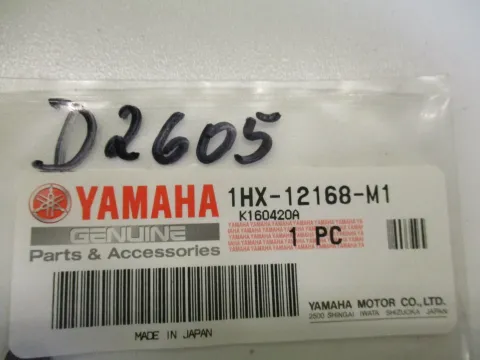 D2605
YAMAHA
1HX-12168-M1
K160420A
GENUINE
Parts & Accessories
1 PC
YAMAHA MOTOR CO., LTD.
2500 SHINGAI IWATA SHIZUOKA JAPAN
MADE IN JAPAN